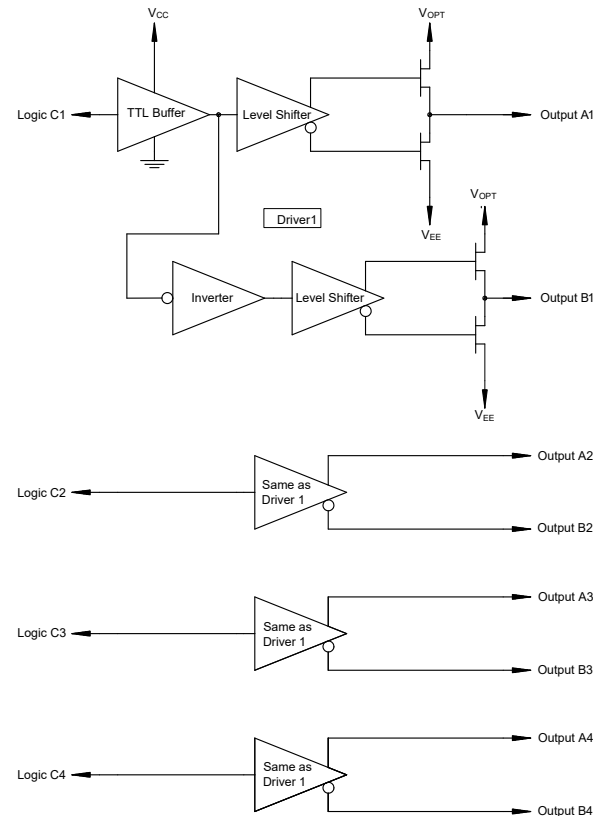 VCC
VOPT
Logic C1
TTL Buffer
Level Shifter
Output A1
Driver1
VEE
VOPT
Inverter
Level Shifter
Output B1
VEE
Output A2
Logic C2
Same as
Driver 1
Output B2
Output A3
Logic C3
Same as
Driver 1
Output B3
Output A4
Logic C4
Same as
Driver 1
Output B4